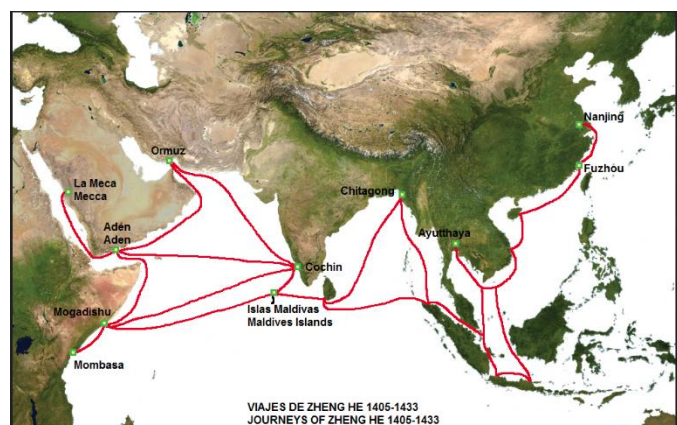 Nanjing
Ormuz
Fuzhou
La Meca
Mecca
Chitagong
Adén
Aden
Ayutthaya
Cochin
Islas Maldivas
Maldives Islands
Mogadishu
Mombasa
VIAJES DE ZHENG HE 1405-1433
JOURNEYS OF ZHENG HE 1405-1433